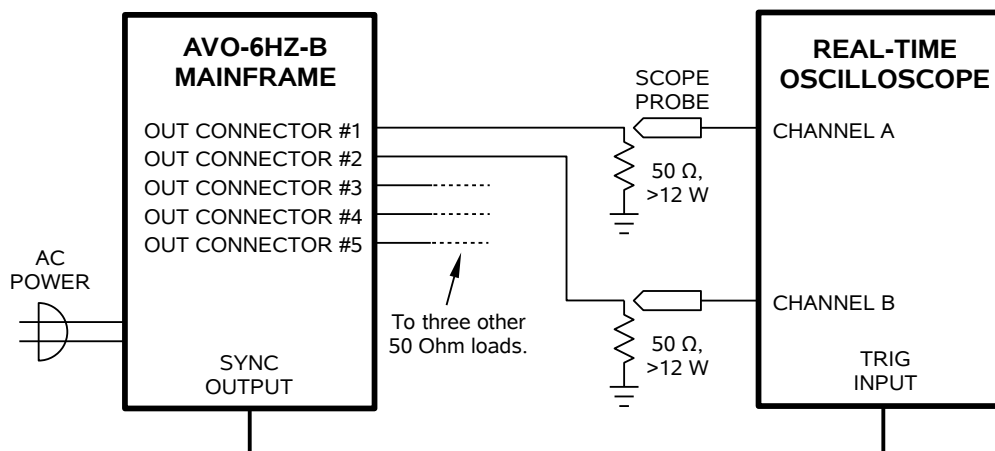 AVO-6HZ-B
MAINFRAME
OUT CONNECTOR #1
OUT CONNECTOR #2
OUT CONNECTOR #3
OUT CONNECTOR #4
OUT CONNECTOR #5
SYNC
OUTPUT
AC
POWER
To three other
50 Ohm loads.
SCOPE
PROBE
50 Ω,
>12 W
50 Ω,
>12 W
REAL-TIME
OSCILLOSCOPE
CHANNEL A
CHANNEL B
TRIG
INPUT